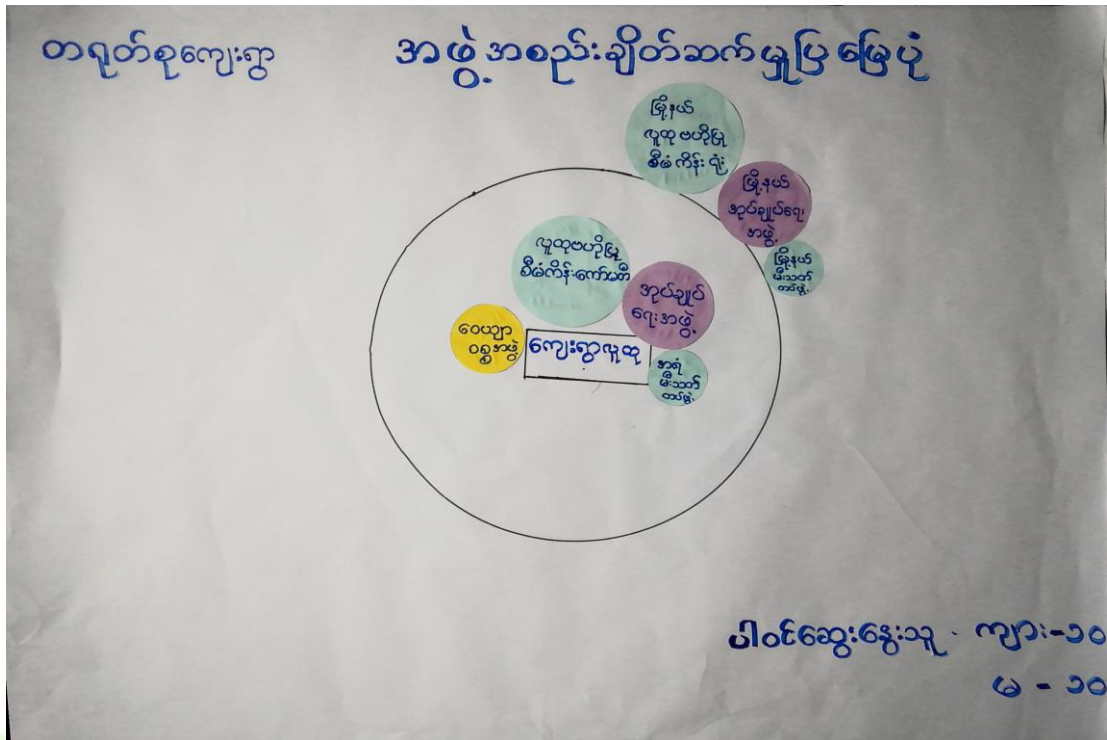 တရုတ်စုကျေးရွာ
အဖွဲ့အစည်းချိတ်ဆက်မှုပြမြေပုံ
မြို့နယ်
လူထုဗဟိုပြု
စီမံကိန်းရုံး
မြို့နယ်
အုပ်ချုပ်ရေး
အဖွဲ့
မြို့နယ်
မီးသတ်
တပ်ဖွဲ့
လူထုဗဟိုပြု
စီမံကိန်းကော်မတီ
အုပ်ချုပ်
ရေးအဖွဲ့
ဝေယျာ
ဝစ္စအဖွဲ့
ကျေးရွာလူထု
အရံ
မီးသတ်
တပ်ဖွဲ့
ပါဝင်ဆွေးနွေးသူ - ကျား-၁၀
မ - ၁၀